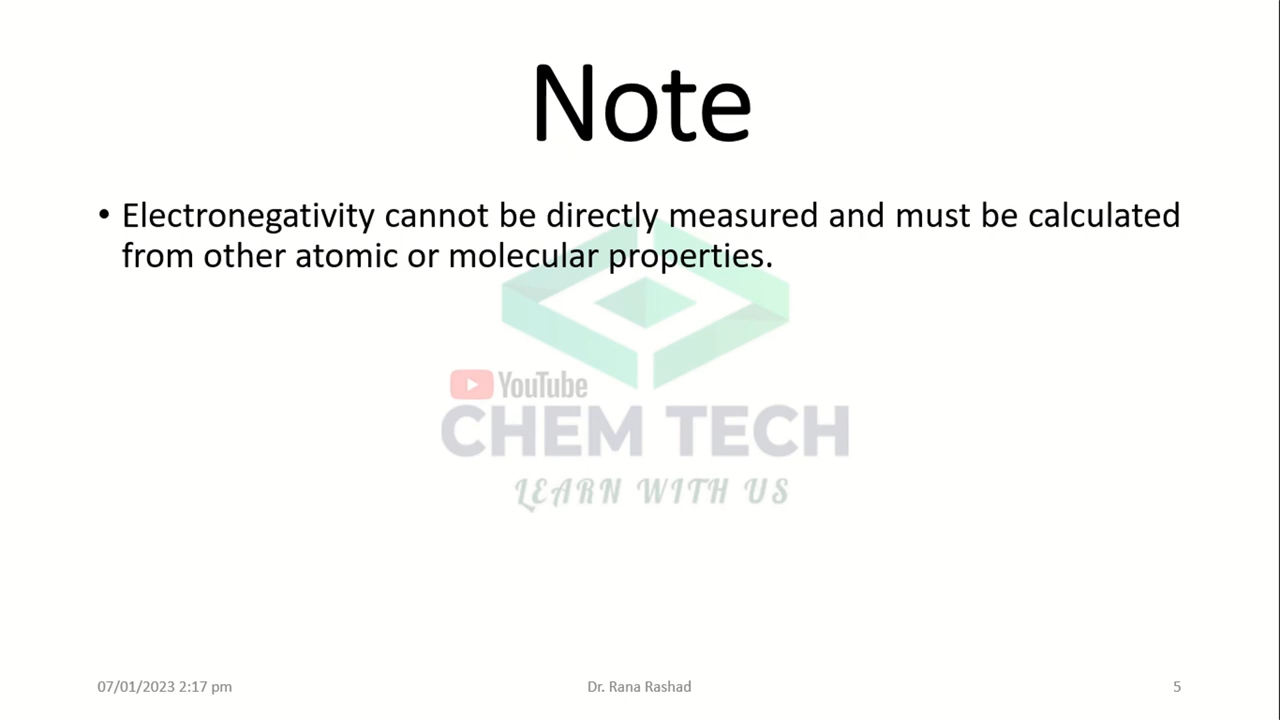 Note
• Electronegativity cannot be directly measured and must be calculated
from other atomic or molecular properties.
YouTube
CHEM TECH
LEARN WITH US
07/01/2023 2:17 pm
Dr. Rana Rashad
5